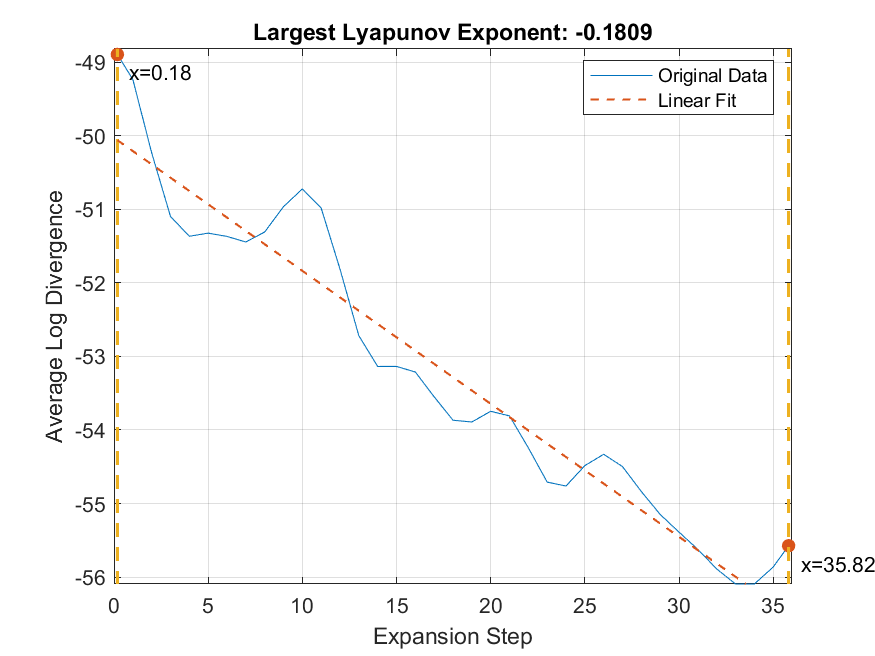 Largest Lyapunov Exponent: -0.1809
-49
-50
-51
-52
-53
-54
-55
-56
Average Log Divergence
x=0.18
Original Data
Linear Fit
x=35.82
0 5 10 15 20 25 30 35
Expansion Step